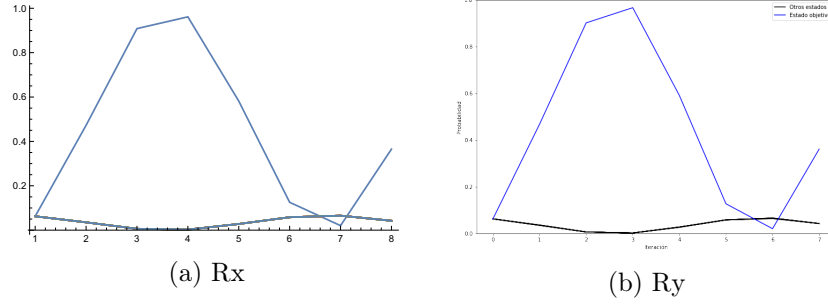 1.0
0.8
0.6
0.4
0.2
1 2 3 4 5 6 7 8
(a) Rx
1.0
0.8
0.6
0.4
0.2
0.0
Probabilidad
0 1 2 3 4 5 6 7
Iteración
Otros estados
Estado objetivo
(b) Ry